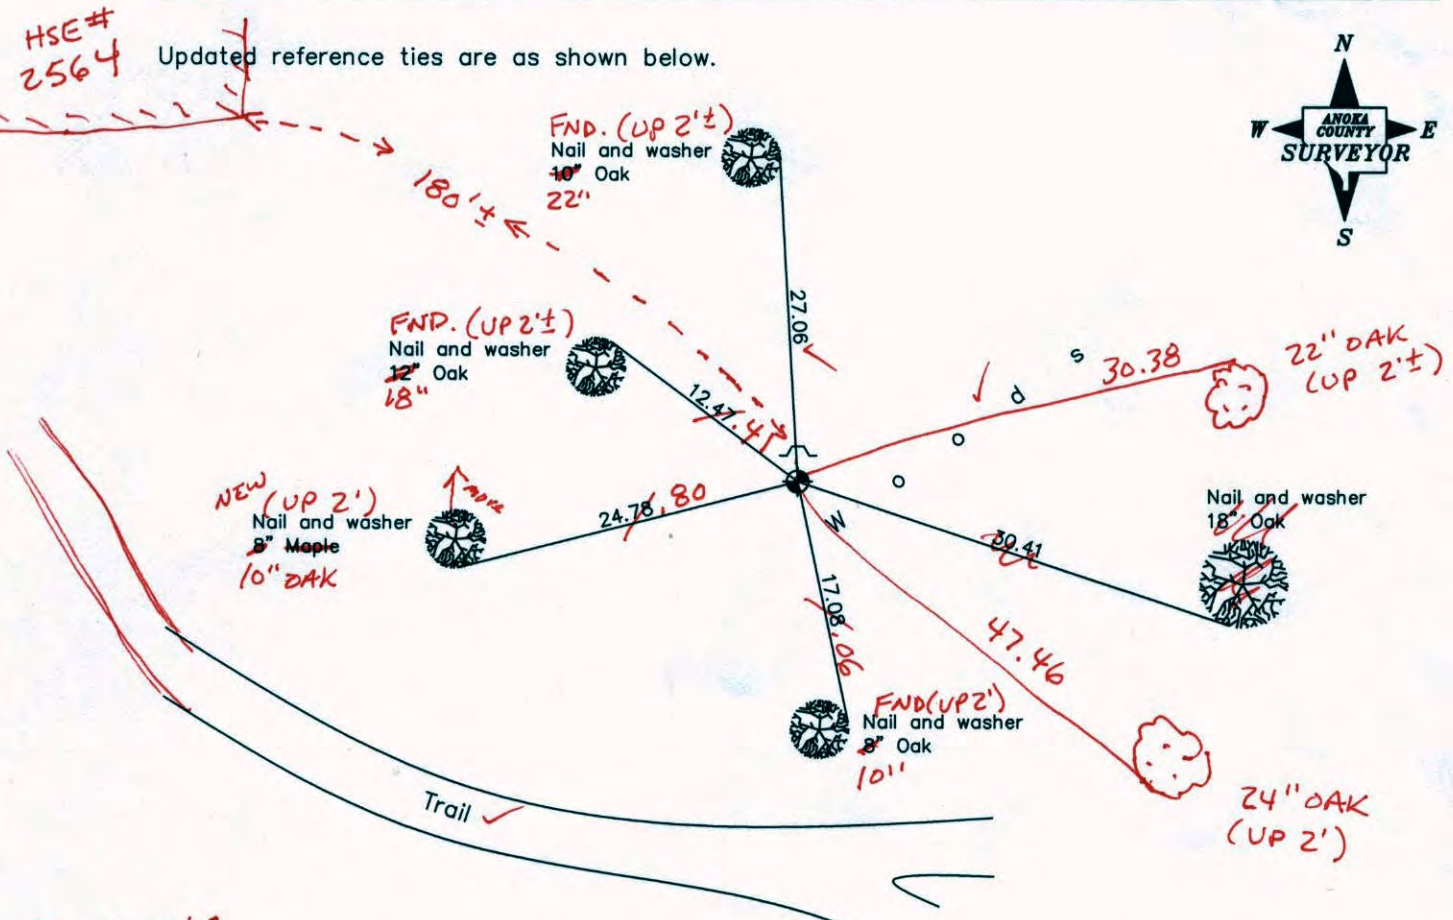 HSE #
2564
Updated reference ties are as shown below.
N
W
ANOKA
COUNTY
SURVEYOR
E
S
FND. (UP 2'±)
Nail and washer
10" Oak
22"
180'±
27.06
FND. (UP 2'±)
Nail and washer
12" Oak
18"
12.47 .41
s
d
o
o
W
30.38
22" OAK
(UP 2'±)
NEW
(UP 2')
Nail and washer
8" Maple
10" OAK
MOVE
24.78 .80
Nail and washer
18" Oak
30.41
17.08 .06
47.46
FND (UP 2')
Nail and washer
8" Oak
10"
Trail
24" OAK
(UP 2')